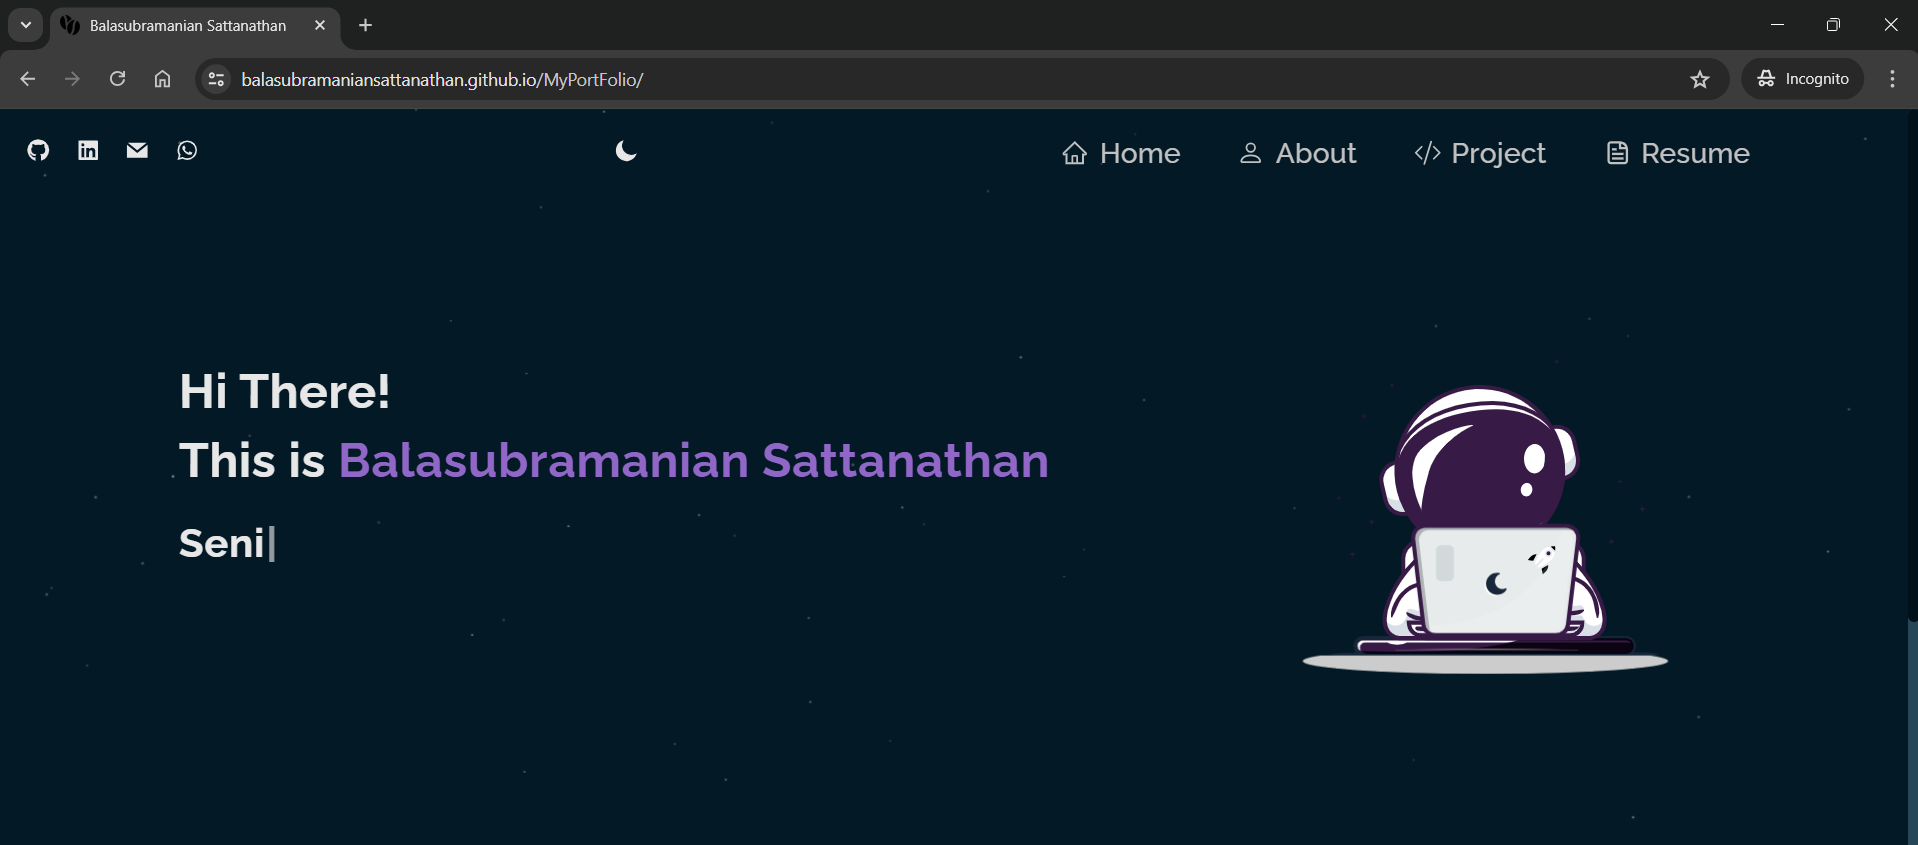 Balasubramanian Sattanathan
balasubramaniansattanathan.github.io/MyPortFolio/
Incognito
Home
About
Project
Resume
Hi There!
This is Balasubramanian Sattanathan
Seni|